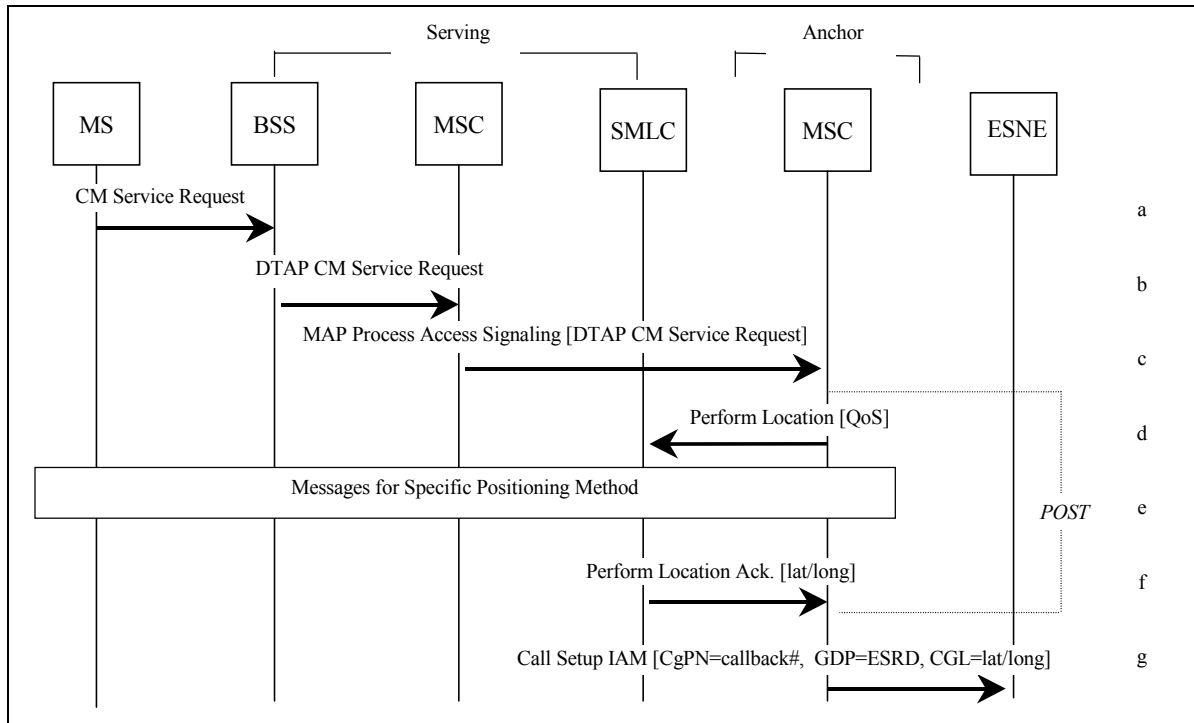 Serving
Anchor
MS
BSS
MSC
SMLC
MSC
ESNE
CM Service Request
a
DTAP CM Service Request
b
MAP Process Access Signaling [DTAP CM Service Request]
c
Perform Location [QoS]
d
Messages for Specific Positioning Method
e
POST
Perform Location Ack. [lat/long]
f
Call Setup IAM [CgPN=callback#, GDP=ESRD, CGL=lat/long]
g